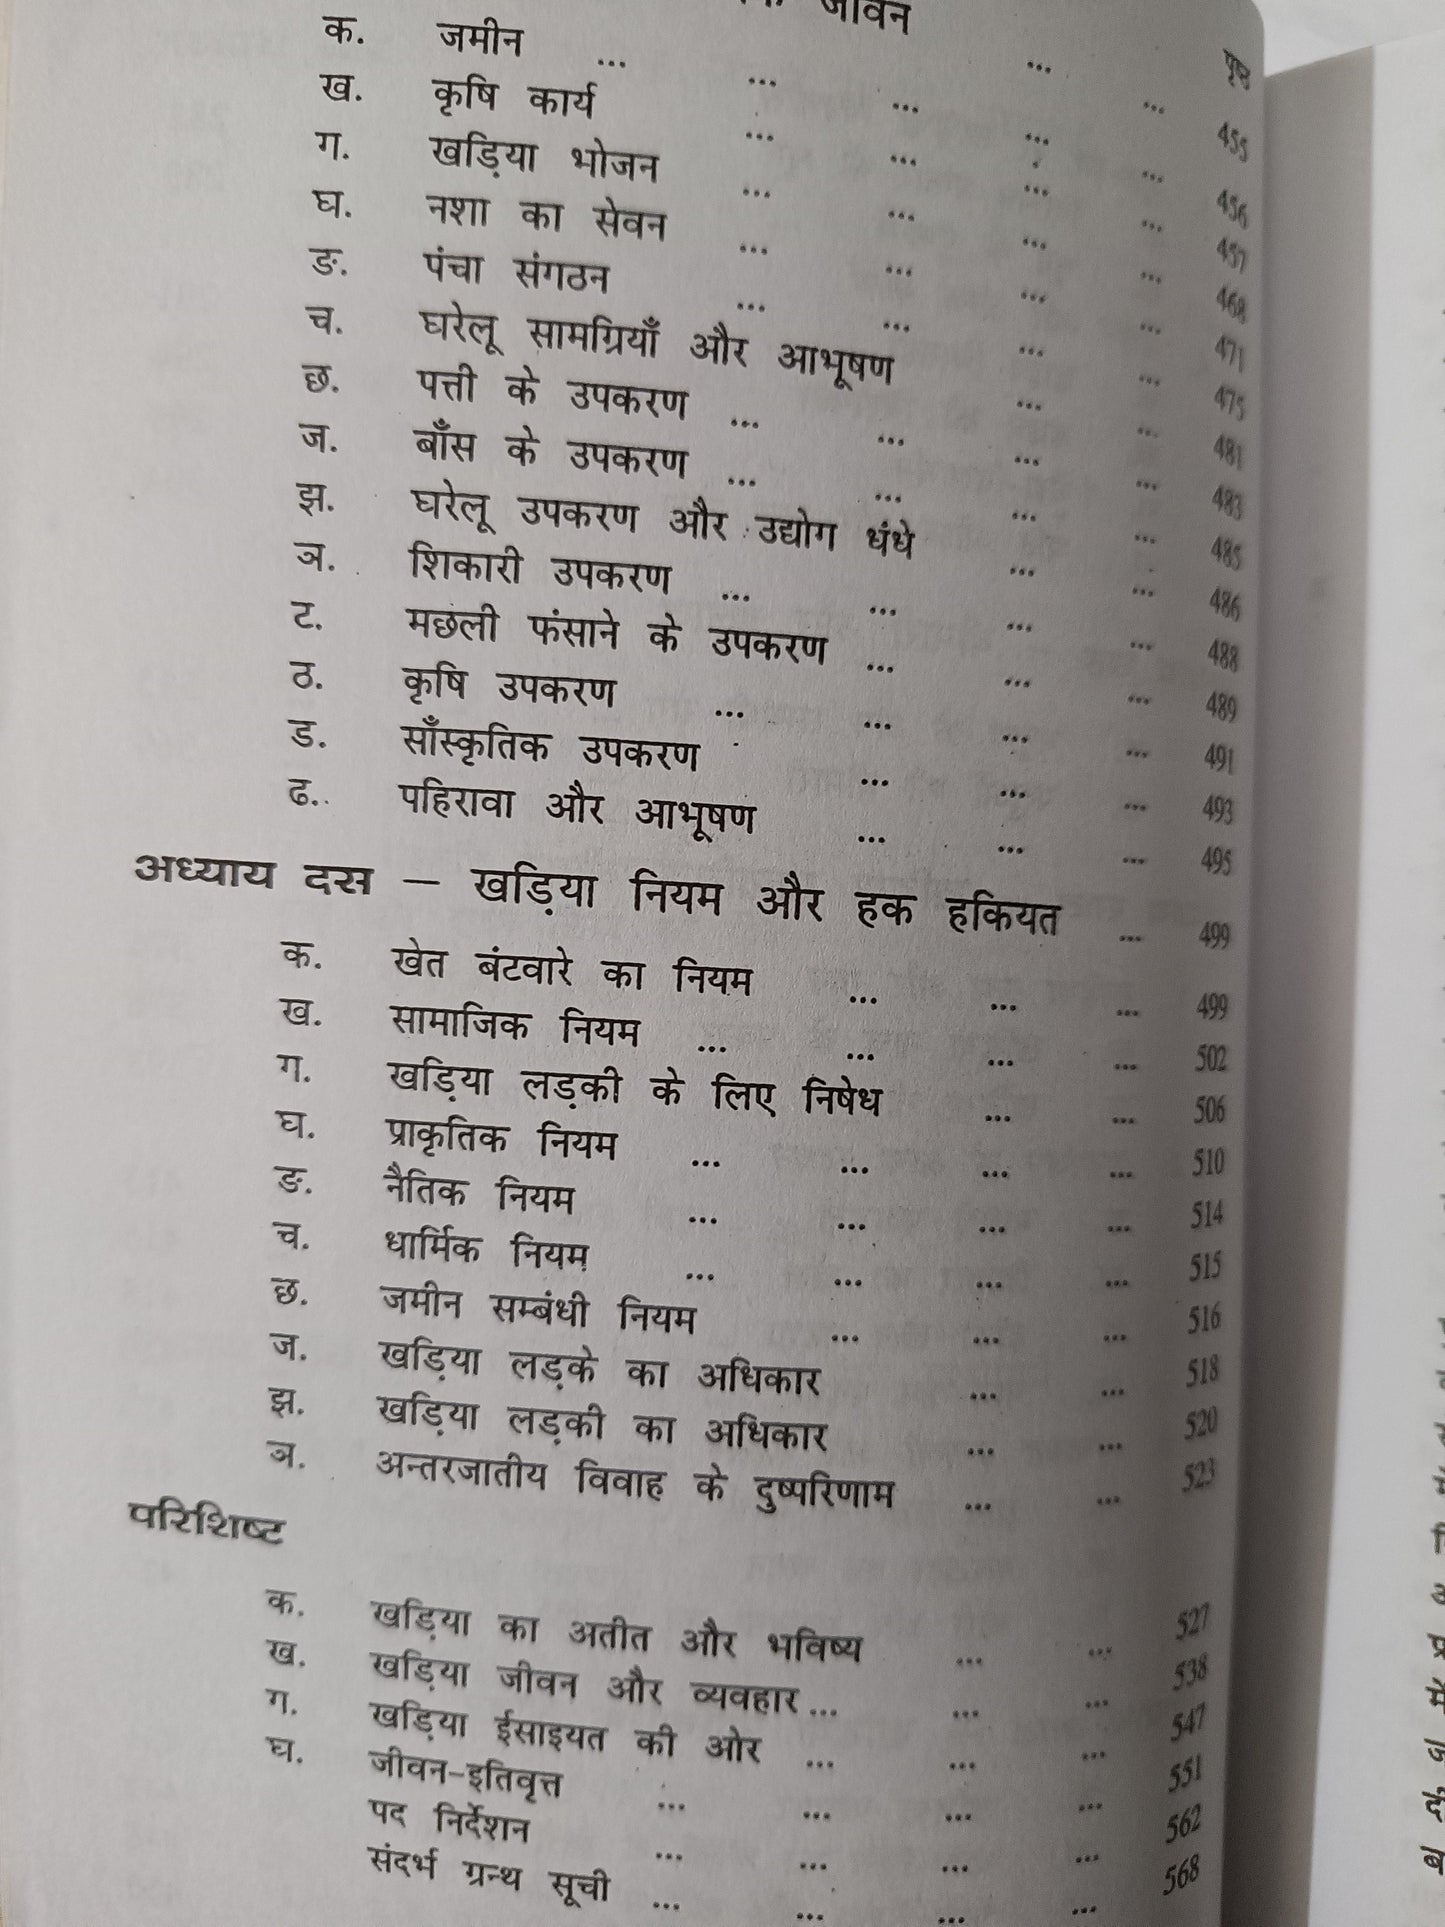 पृष्ठ
जीवन ... ... 455
क. जमीन ... ... ... ... ... 456
ख. कृषि कार्य ... ... ... ... 457
ग. खड़िया भोजन ... ... ... ... 468
घ. नशा का सेवन ... ... ... ... 471
ङ. पंचा संगठन ... ... ... ... 475
च. घरेलू सामग्रियाँ और आभूषण ... ... 481
छ. पत्ती के उपकरण ... ... ... ... 483
ज. बाँस के उपकरण ... ... ... ... 485
झ. घरेलू उपकरण और उद्योग धंधे ... ... 486
ञ. शिकारी उपकरण ... ... ... ... 488
ट. मछली फंसाने के उपकरण ... ... ... 489
ठ. कृषि उपकरण ... ... ... ... 491
ड. साँस्कृतिक उपकरण ... ... ... 493
ढ. पहिरावा और आभूषण ... ... ... 495
अध्याय दस – खड़िया नियम और हक हकियत ... 499
क. खेत बंटवारे का नियम ... ... ... 499
ख. सामाजिक नियम ... ... ... ... 502
ग. खड़िया लड़की के लिए निषेध ... ... 506
घ. प्राकृतिक नियम ... ... ... ... 510
ङ. नैतिक नियम ... ... ... ... 514
च. धार्मिक नियम ... ... ... ... 515
छ. जमीन सम्बंधी नियम ... ... ... 516
ज. खड़िया लड़के का अधिकार ... ... 518
झ. खड़िया लड़की का अधिकार ... ... 520
ञ. अन्तरजातीय विवाह के दुष्परिणाम ... ... 523
परिशिष्ट
क. खड़िया का अतीत और भविष्य ... ... 527
ख. खड़िया जीवन और व्यवहार ... ... ... 538
ग. खड़िया ईसाइयत की ओर ... ... ... 547
घ. जीवन-इतिवृत्त ... ... ... ... 551
पद निर्देशन ... ... ... ... 562
संदर्भ ग्रन्थ सूची ... ... ... ... 568